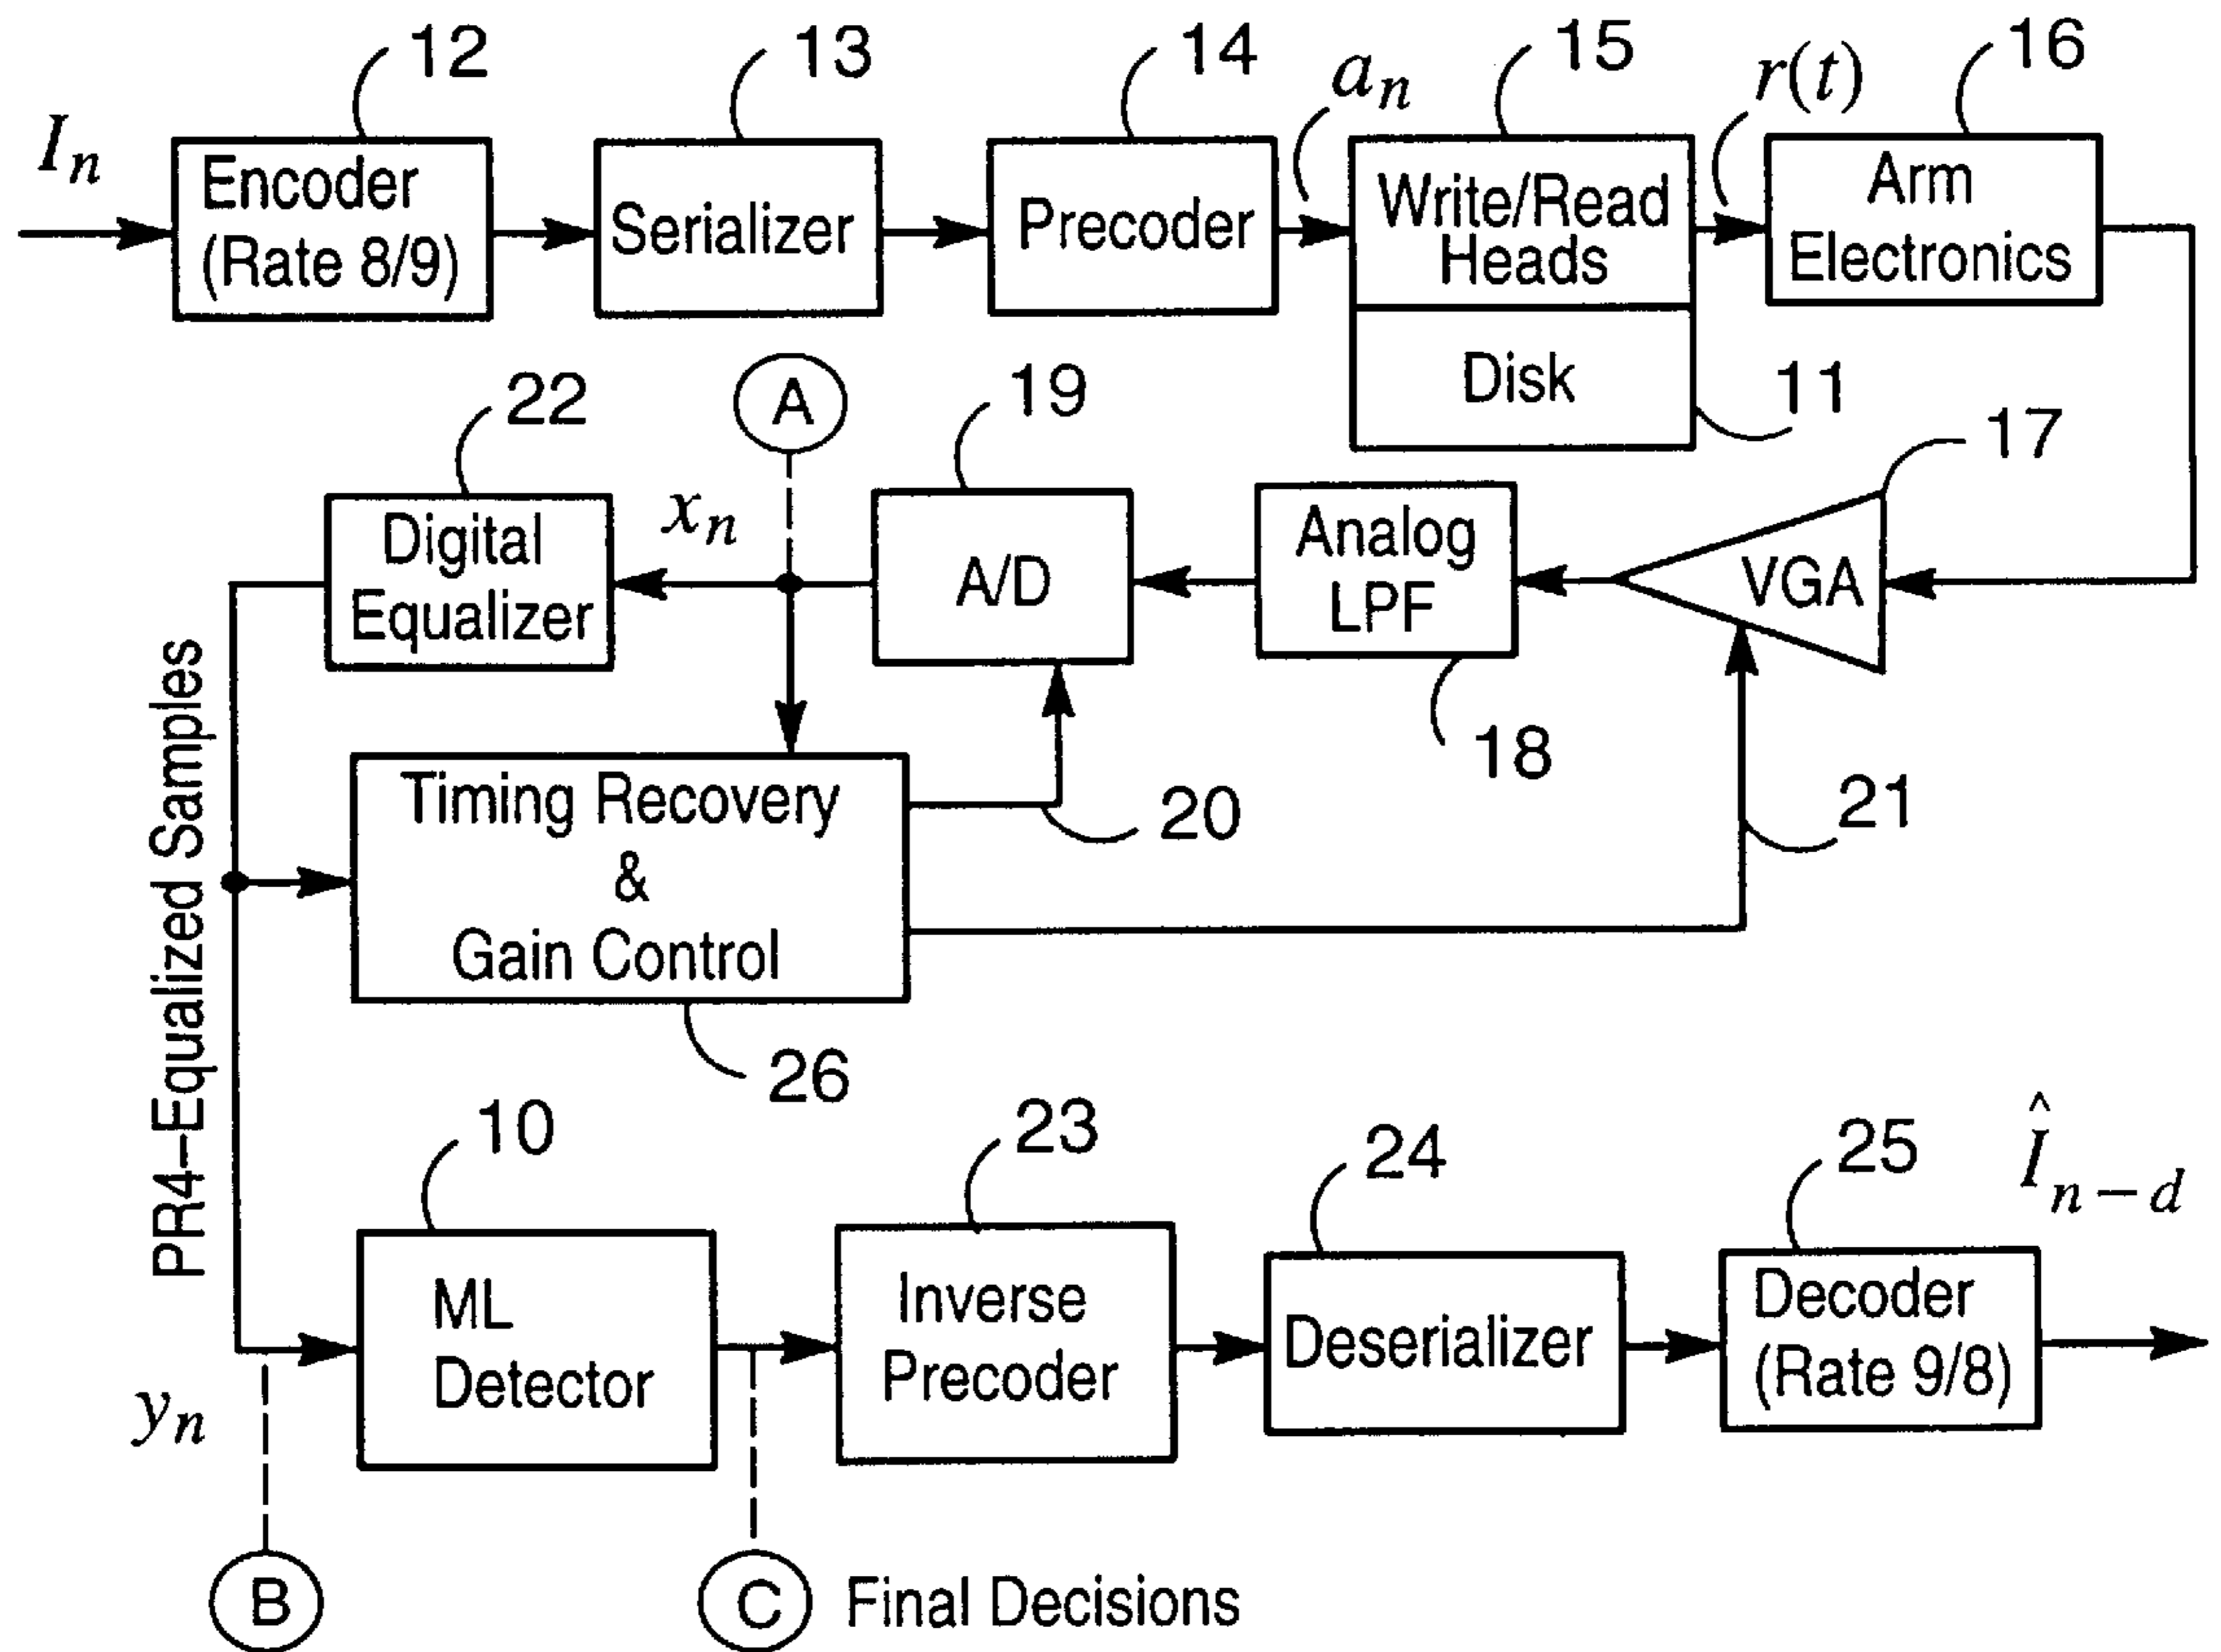 12
13
14
a_n
15
r(t)
16
I_n
Encoder
(Rate 8/9)
Serializer
Precoder
Write/Read
Heads
Arm
Electronics
Disk
11
22
A
19
17
x_n
Digital
Equalizer
A/D
Analog
LPF
VGA
18
PR4–Equalized Samples
Timing Recovery
&
Gain Control
20
21
26
10
23
24
25
Î_{n-d}
ML
Detector
Inverse
Precoder
Deserializer
Decoder
(Rate 9/8)
y_n
B
C
Final Decisions